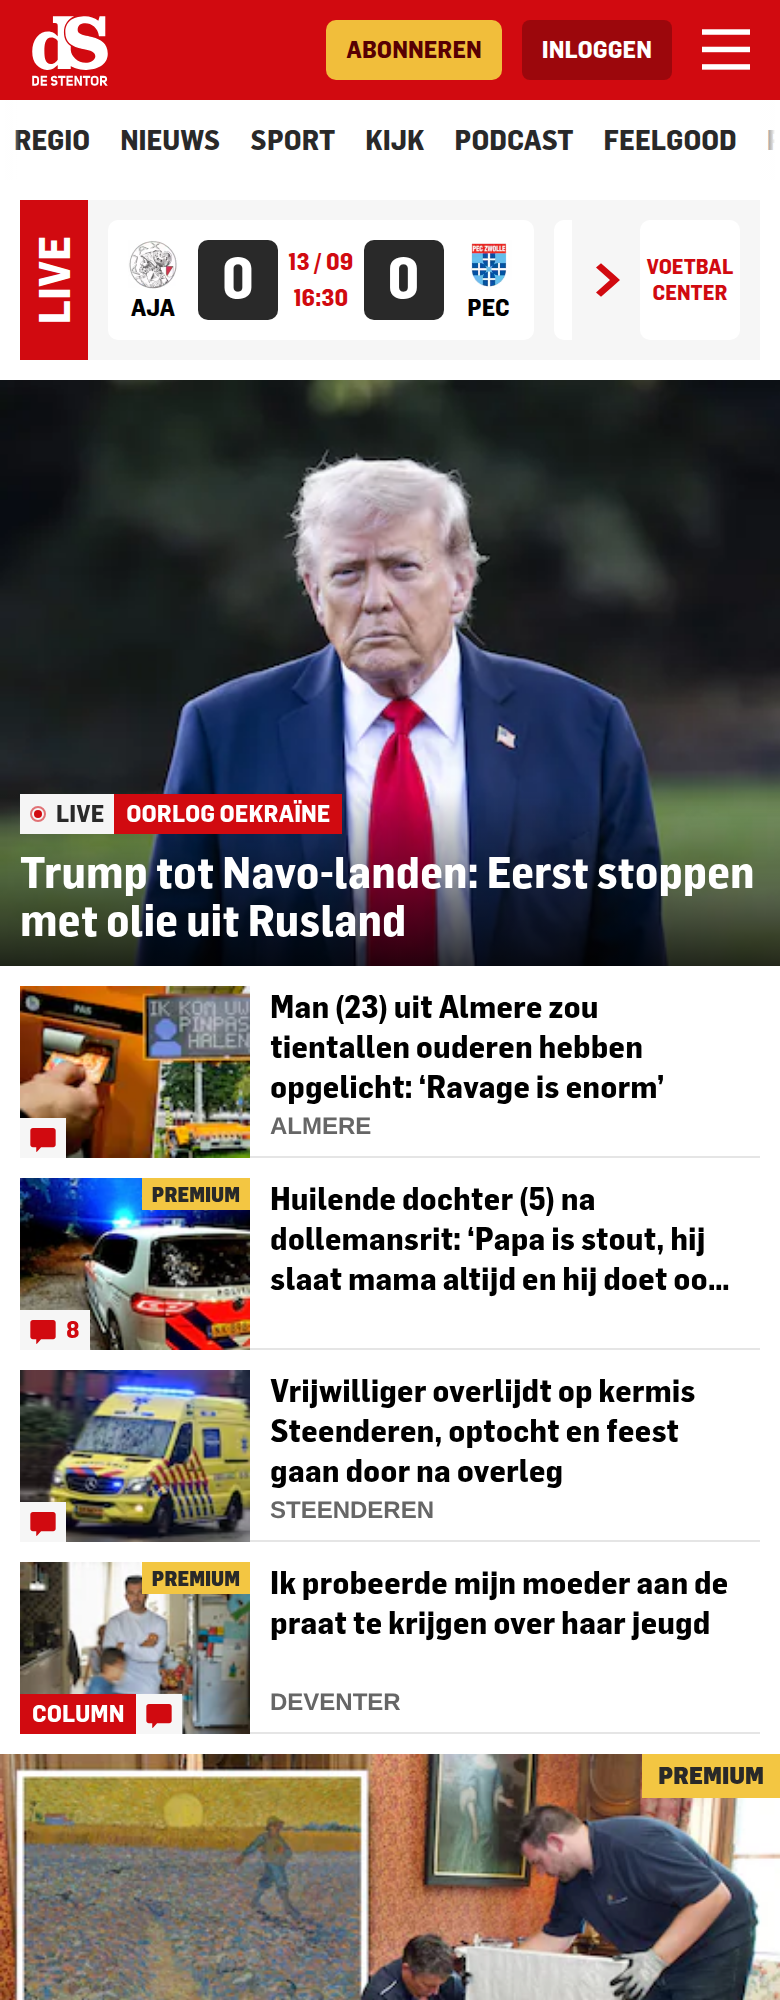 dS
DE STENTOR
ABONNEREN
INLOGGEN
REGIO NIEUWS SPORT KIJK PODCAST FEELGOOD
LIVE
AJA
0
13 / 09
16:30
0
PEC ZWOLLE
PEC
VOETBAL
CENTER
LIVE OORLOG OEKRAÏNE
Trump tot Navo-landen: Eerst stoppen
met olie uit Rusland
PAS
IK KOM UW
PINPAS
HALEN
Man (23) uit Almere zou
tientallen ouderen hebben
opgelicht: ‘Ravage is enorm’
ALMERE
PREMIUM
8
Huilende dochter (5) na
dollemansrit: ‘Papa is stout, hij
slaat mama altijd en hij doet oo...
Vrijwilliger overlijdt op kermis
Steenderen, optocht en feest
gaan door na overleg
STEENDEREN
PREMIUM
COLUMN
Ik probeerde mijn moeder aan de
praat te krijgen over haar jeugd
DEVENTER
PREMIUM